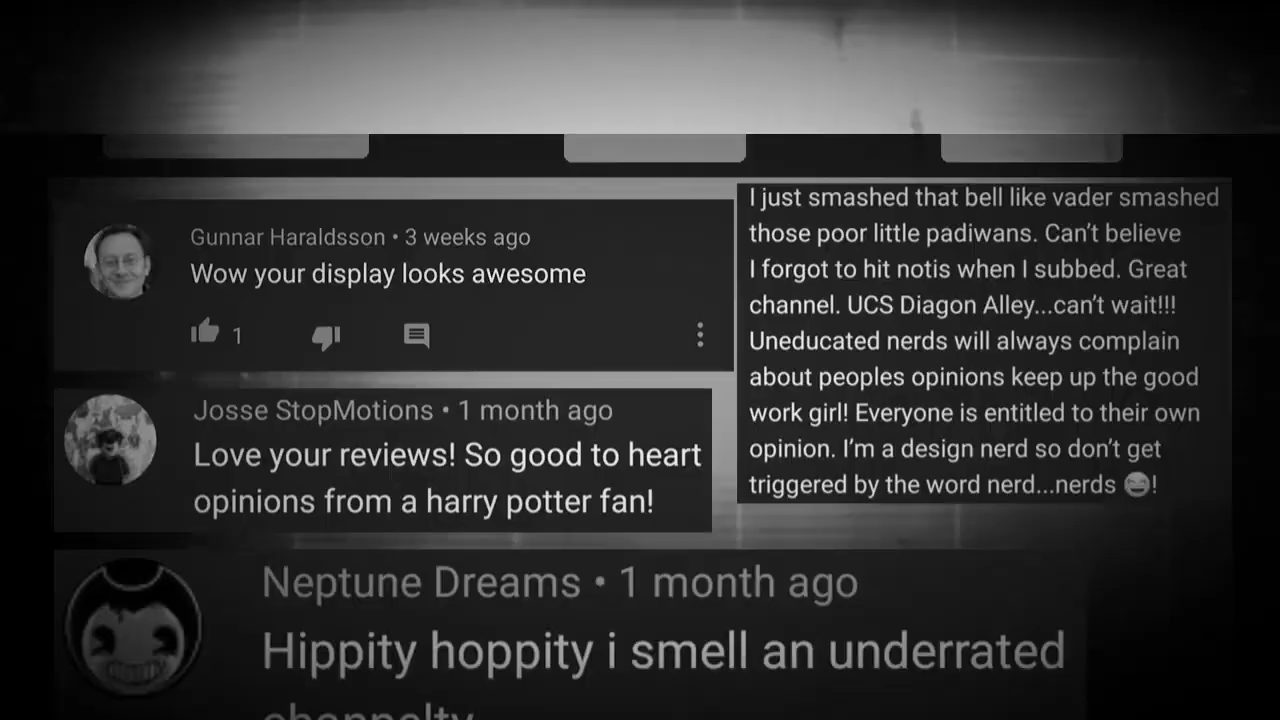 Gunnar Haraldsson • 3 weeks ago
Wow your display looks awesome
1
Josse StopMotions • 1 month ago
Love your reviews! So good to heart
opinions from a harry potter fan!
I just smashed that bell like vader smashed
those poor little padiwans. Can't believe
I forgot to hit notis when I subbed. Great
channel. UCS Diagon Alley...can't wait!!!
Uneducated nerds will always complain
about peoples opinions keep up the good
work girl! Everyone is entitled to their own
opinion. I'm a design nerd so don't get
triggered by the word nerd...nerds 😄!
Neptune Dreams • 1 month ago
Hippity hoppity i smell an underrated